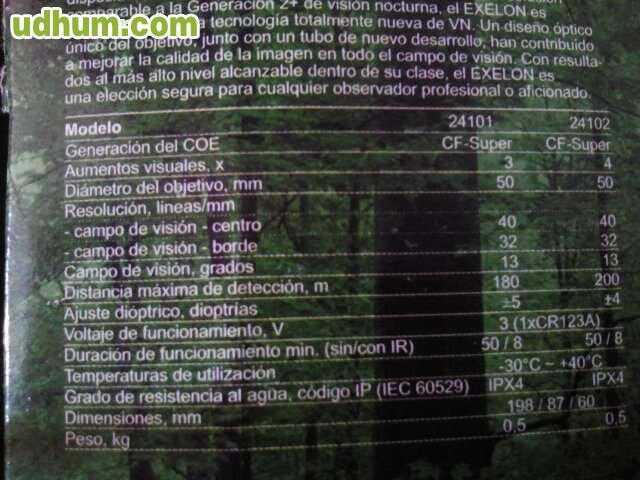 udhum.com
comparable a la Generación 2+ de visión nocturna, el EXELON es
la tecnología totalmente nueva de VN. Un diseño óptico
único del objetivo, junto con un tubo de nuevo desarrollo, han contribuido
a mejorar la calidad de la imagen en todo el campo de visión. Con resulta-
dos al más alto nivel alcanzable dentro de su clase, el EXELON es
una elección segura para cualquier observador profesional o aficionado.
Modelo 24101 24102
Generación del COE CF-Super CF-Super
Aumentos visuales, x 3 4
Diámetro del objetivo, mm 50 50
Resolución, líneas/mm
- campo de visión - centro 40 40
- campo de visión - borde 32 32
Campo de visión, grados 13 13
Distancia máxima de detección, m 180 200
Ajuste dióptrico, dioptrías ±5 ±4
Voltaje de funcionamiento, V 3 (1xCR123A)
Duración de funcionamiento min. (sin/con IR) 50 / 8 50 / 8
Temperaturas de utilización -30°C ~ +40°C
Grado de resistencia al agua, código IP (IEC 60529) IPX4 IPX4
Dimensiones, mm 198 / 87 / 60
Peso, kg 0,5 0,5